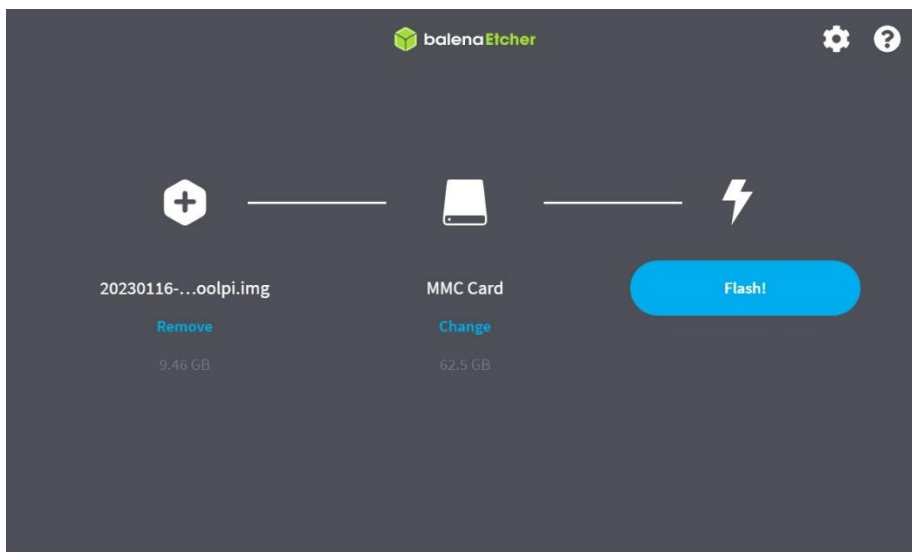 balenaEtcher
20230116-...oolpi.img
MMC Card
Flash!
Remove
Change
9.46 GB
62.5 GB